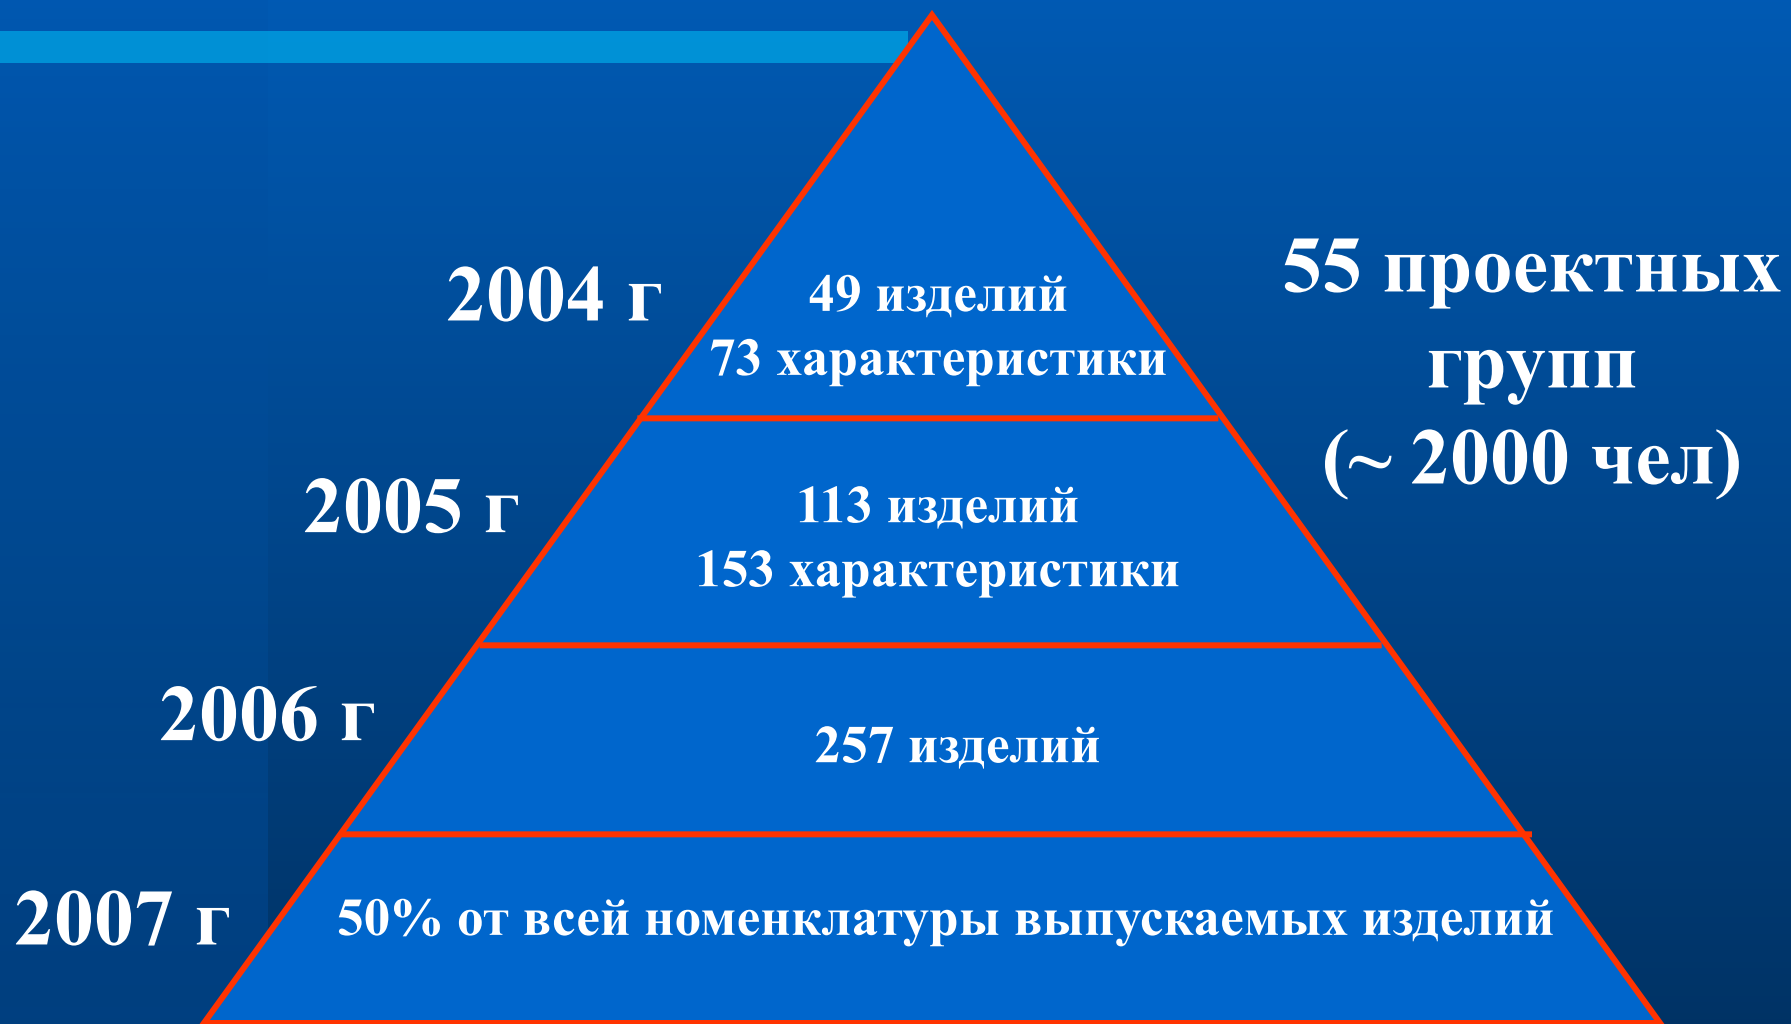 2004 г
49 изделий
73 характеристики
55 проектных
групп
(~ 2000 чел)
2005 г
113 изделий
153 характеристики
2006 г
257 изделий
2007 г
50% от всей номенклатуры выпускаемых изделий